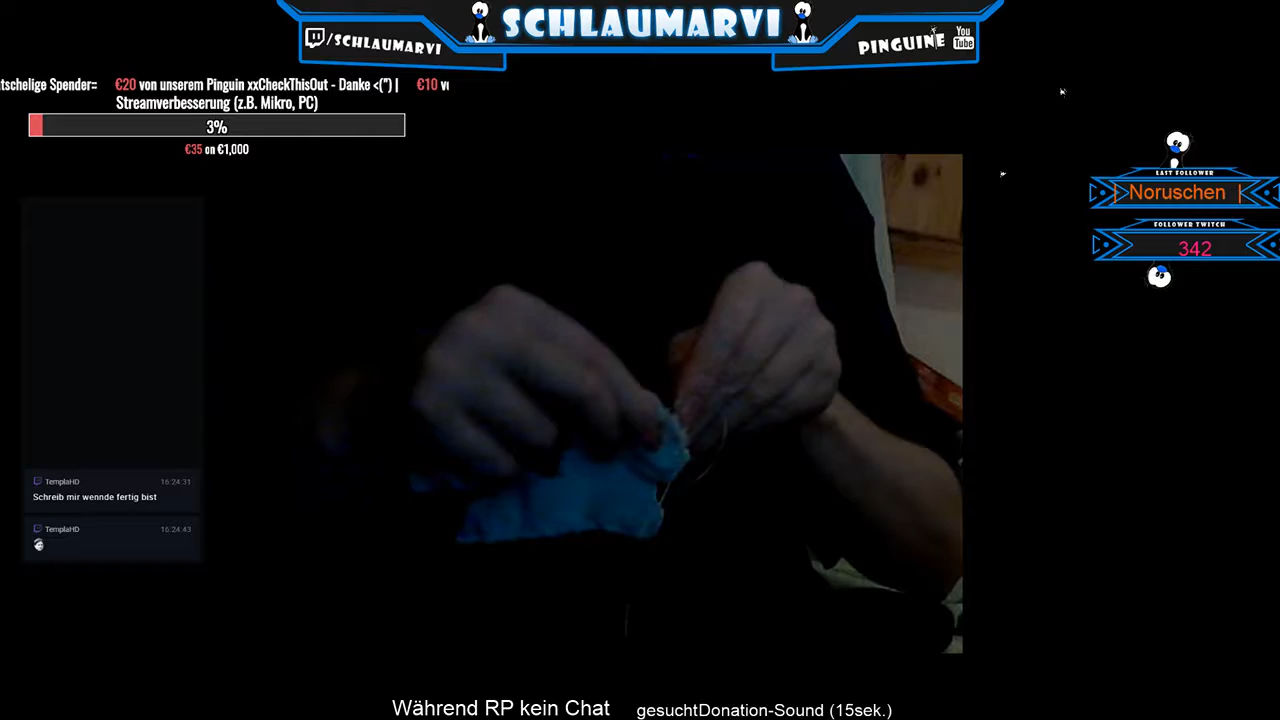 SCHLAUMARVI
/SCHLAUMARVI
PINGUINE
You
Tube
tschelige Spender:: €20 von unserem Pinguin xxCheckThisOut - Danke <(") | €10 v
Streamverbesserung (z.B. Mikro, PC)
3%
€35 on €1,000
LAST FOLLOWER
| Noruschen |
FOLLOWER TWITCH
342
TemplaHD 16:24:31
Schreib mir wennde fertig bist
TemplaHD 16:24:43
Während RP kein Chat gesuchtDonation-Sound (15sek.)